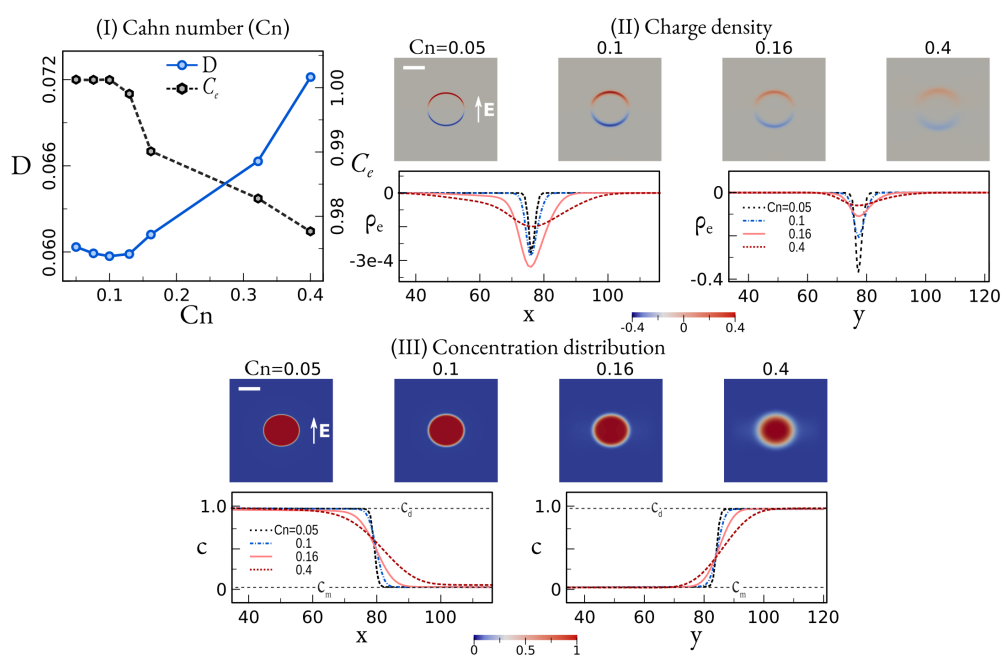 (I) Cahn number (Cn)
D
C_e
0.072
0.066
0.060
D
1.00
0.99
0.98
C_e
0.1 0.2 0.3 0.4
Cn
(II) Charge density
Cn=0.05 0.1 0.16 0.4
E
0
ρ_e
-3e-4
40 60 80 100
x
0
ρ_e
-0.4
Cn=0.05
0.1
0.16
0.4
40 60 80 100 120
y
-0.4 0 0.4
(III) Concentration distribution
Cn=0.05 0.1 0.16 0.4
E
1.0
c
0
C_d
Cn=0.05
0.1
0.16
0.4
C_m
40 60 80 100
x
1.0
c
0
C_d
C_m
40 60 80 100 120
y
0 0.5 1